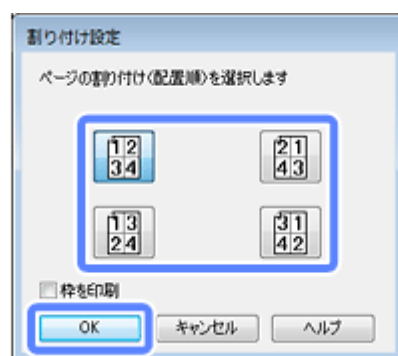 割り付け設定
ページの割り付け(配置順)を選択します
12 21
34 43
13 31
24 42
枠を印刷
OK キャンセル ヘルプ